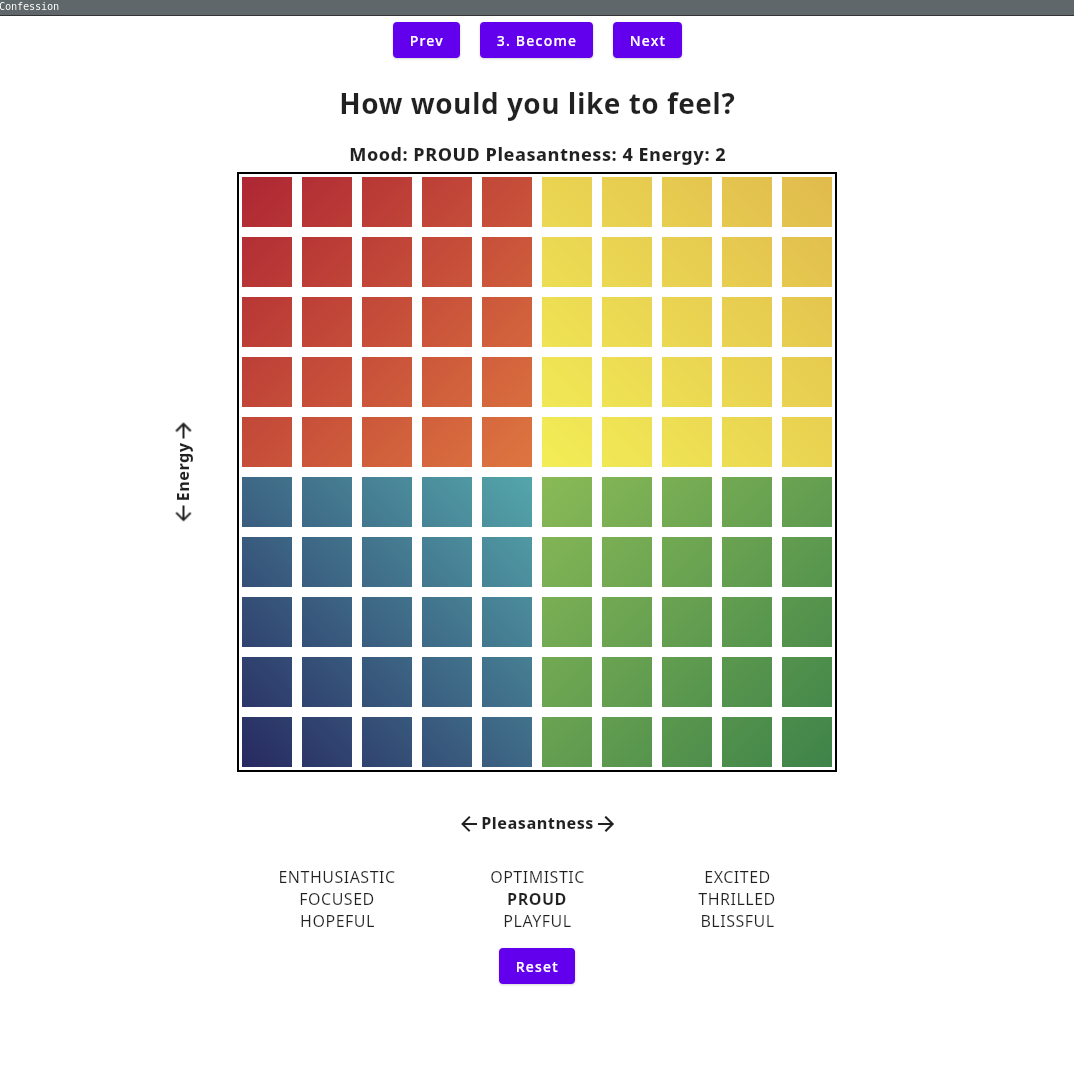 Confession
Prev 3. Become Next
How would you like to feel?
Mood: PROUD Pleasantness: 4 Energy: 2
← Energy →
← Pleasantness →
ENTHUSIASTIC OPTIMISTIC EXCITED
FOCUSED PROUD THRILLED
HOPEFUL PLAYFUL BLISSFUL
Reset